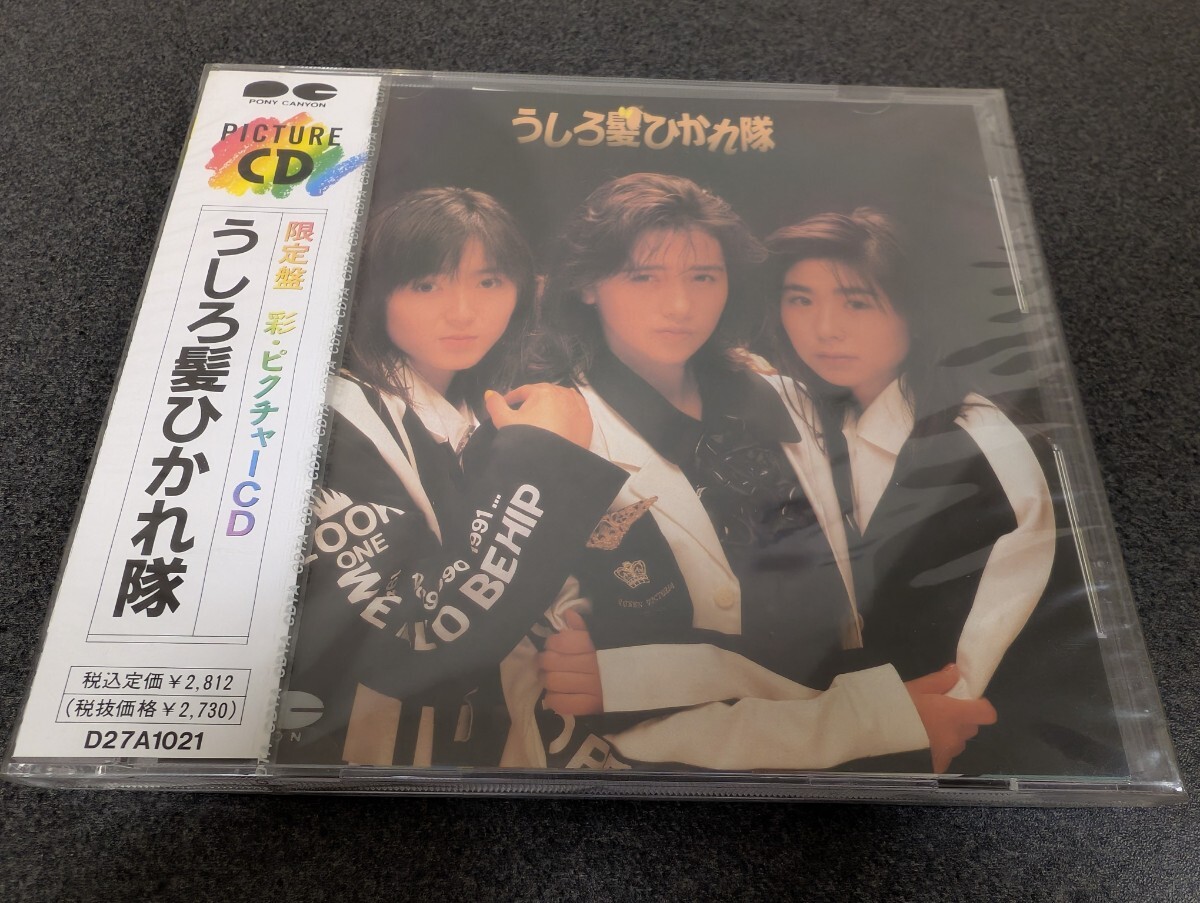 PONY CANYON
PICTURE
CD
限定盤 彩・ピクチャーCD
うしろ髪ひかれ隊
税込定価¥2,812
(税抜価格¥2,730)
D27A1021
うしろ髪ひかれ隊
LOOK
ONE
1991...
TO BEHIP